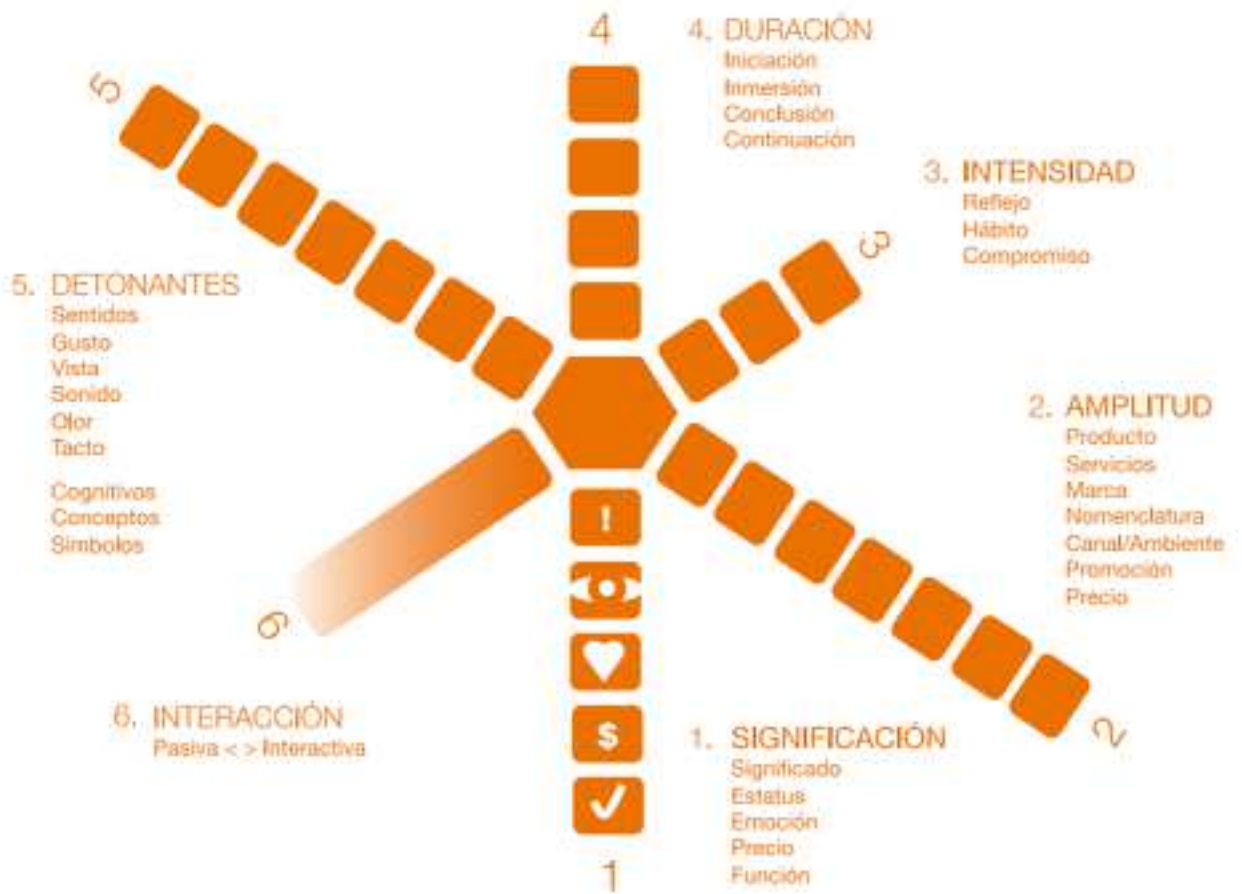 4
4. DURACIÓN
Iniciación
Inmersión
Conclusión
Continuación
5
3. INTENSIDAD
Reflejo
Hábito
Compromiso
3
5. DETONANTES
Sentidos
Gusto
Vista
Sonido
Olor
Tacto
Cognitivos
Conceptos
Símbolos
2. AMPLITUD
Producto
Servicios
Marca
Nomenclatura
Canal/Ambiente
Promoción
Precio
!
$
6
2
6. INTERACCIÓN
Pasiva < > Interactiva
1. SIGNIFICACIÓN
Significado
Estatus
Emoción
Precio
Función
1